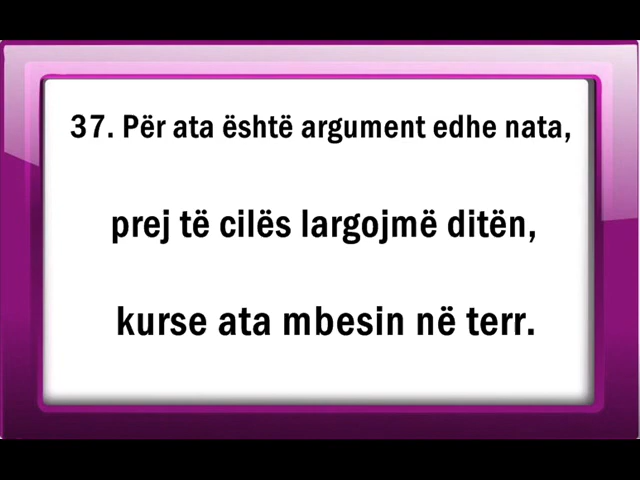 37. Për ata është argument edhe nata,
prej të cilës largojmë ditën,
kurse ata mbesin në terr.